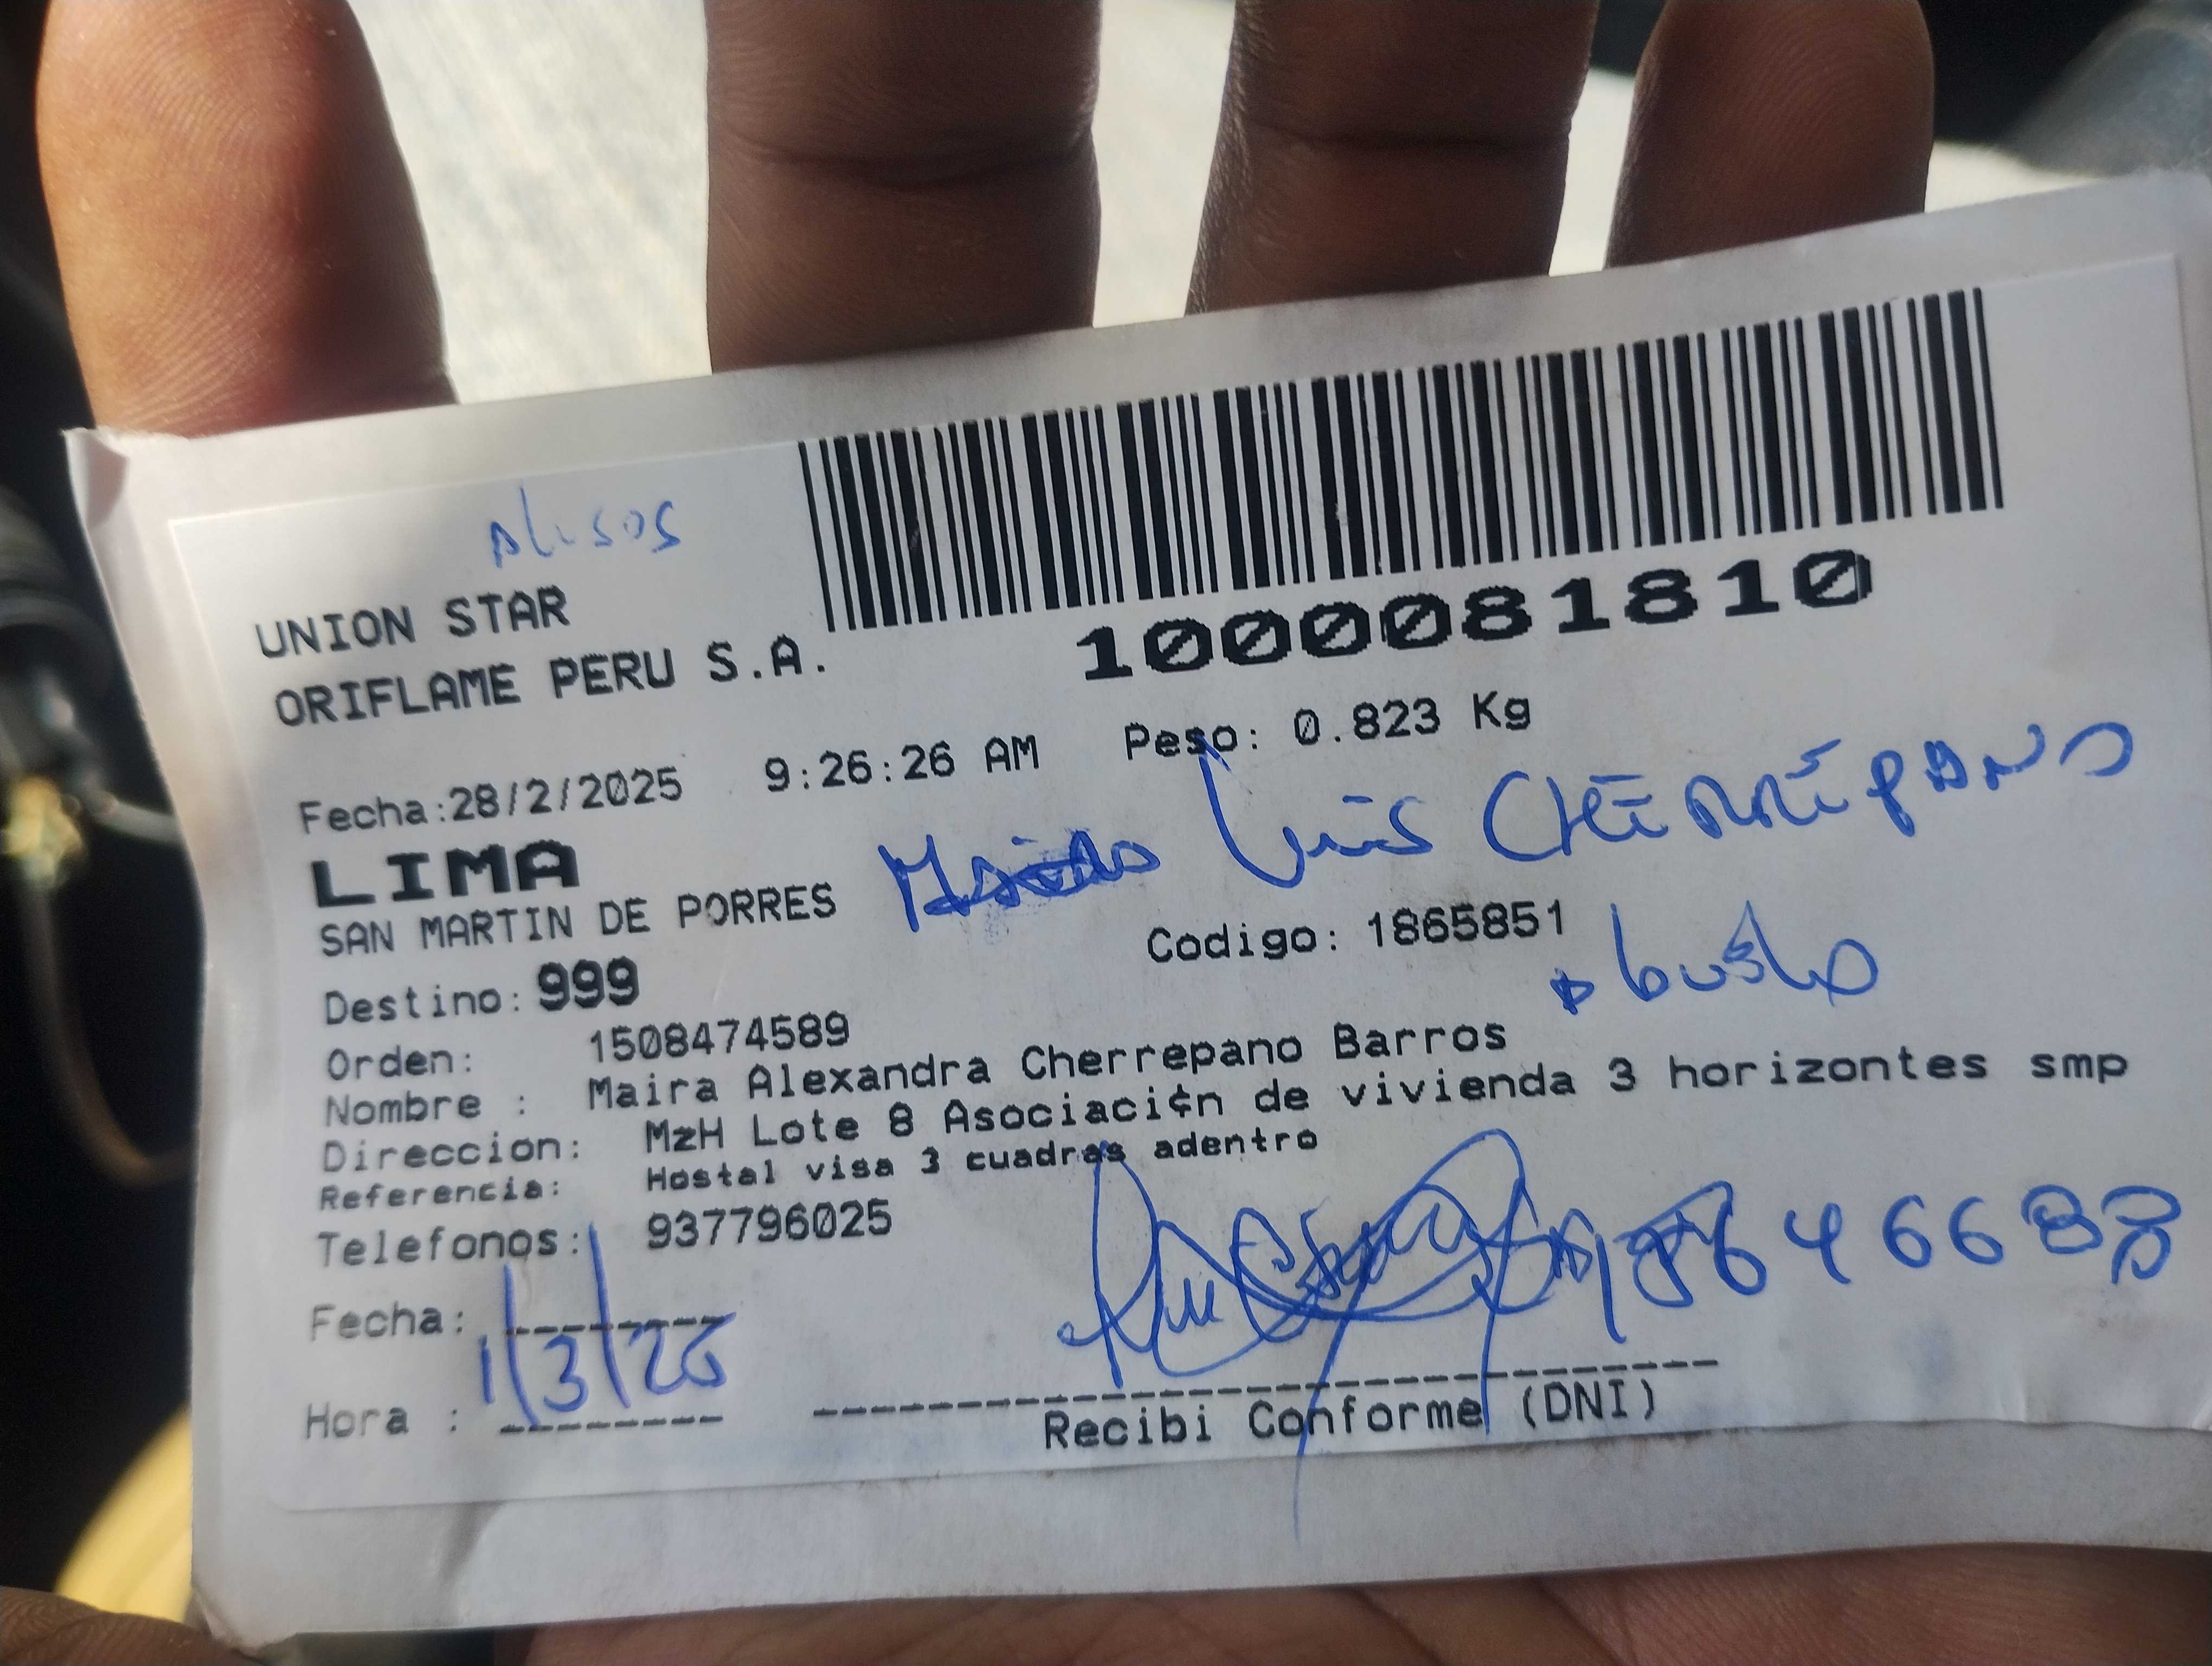 Alisos
UNION STAR
ORIFLAME PERU S.A.
1000081810
Fecha:28/2/2025 9:26:26 AM Peso: 0.823 Kg
LIMA
Luis CHERREPANO
SAN MARTIN DE PORRES
Codigo: 1865851
Abuelo
Destino: 999
Orden: 1508474589
Nombre : Maira Alexandra Cherrepano Barros
Direccion: MzH Lote 8 Asociaci¢n de vivienda 3 horizontes smp
Referencia: Hostal visa 3 cuadras adentro
Telefonos: 937796025
Fecha:
1/3/25
Hora :
Recibi Conforme (DNI)